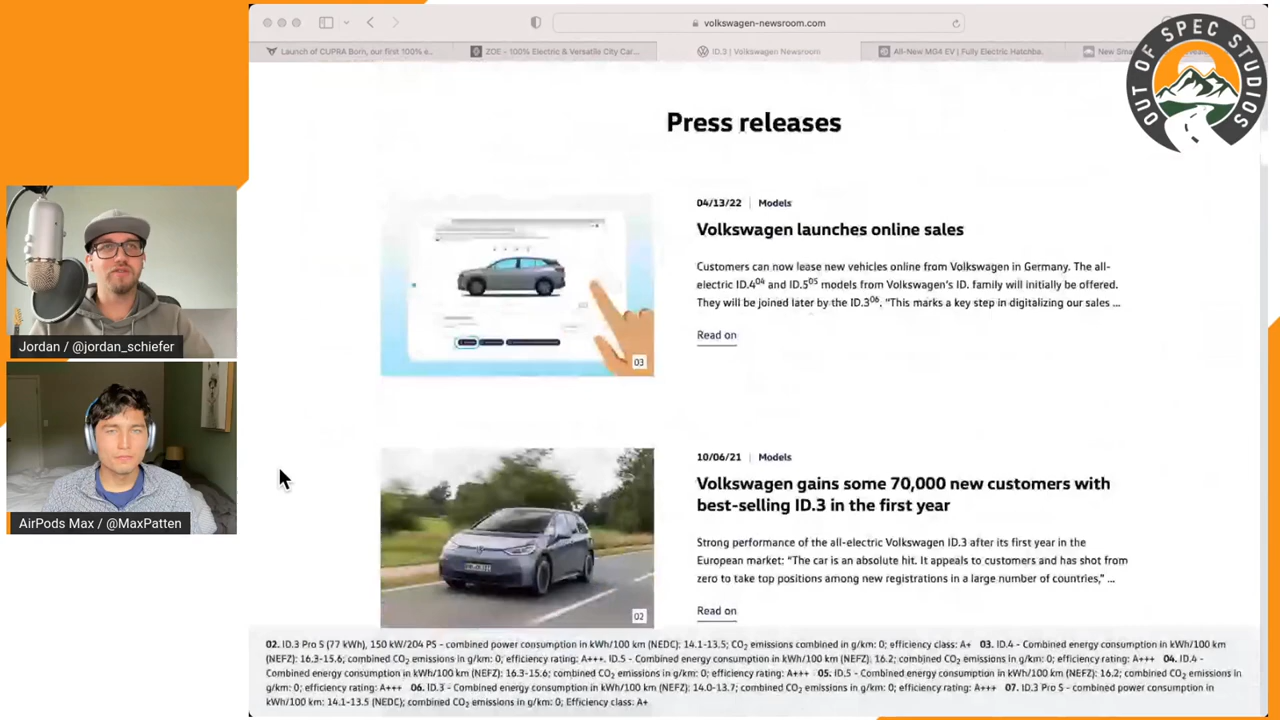 volkswagen-newsroom.com
Launch of CUPRA Born, our first 100% e...
ZOE - 100% Electric & Versatile City Car...
ID.3 | Volkswagen Newsroom
All-New MG4 EV | Fully Electric Hatchba...
New Sma
OUT OF SPEC STUDIOS
Press releases
04/13/22 | Models
Volkswagen launches online sales
Customers can now lease new vehicles online from Volkswagen in Germany. The all-
electric ID.4⁰⁴ and ID.5⁰⁵ models from Volkswagen's ID. family will initially be offered.
They will be joined later by the ID.3⁰⁶. "This marks a key step in digitalizing our sales ...
Read on
03
Jordan / @jordan_schiefer
10/06/21 | Models
Volkswagen gains some 70,000 new customers with
best-selling ID.3 in the first year
Strong performance of the all-electric Volkswagen ID.3 after its first year in the
European market: “The car is an absolute hit. It appeals to customers and has shot from
zero to take top positions among new registrations in a large number of countries,” ...
Read on
02
AirPods Max / @MaxPatten
02. ID.3 Pro S (77 kWh), 150 kW/204 PS - combined power consumption in kWh/100 km (NEDC): 14.1-13.5; CO₂ emissions combined in g/km: 0; efficiency class: A+ 03. ID.4 - Combined energy consumption in kWh/100 km
(NEFZ): 16.3-15.6; combined CO₂ emissions in g/km: 0; efficiency rating: A+++. ID.5 - Combined energy consumption in kWh/100 km (NEFZ): 16.2; combined CO₂ emissions in g/km: 0; efficiency rating: A+++ 04. ID.4 -
Combined energy consumption in kWh/100 km (NEFZ): 16.3-15.6; combined CO₂ emissions in g/km: 0; efficiency rating: A+++ 05. ID.5 - Combined energy consumption in kWh/100 km (NEFZ): 16.2; combined CO₂ emissions in
g/km: 0; efficiency rating: A+++ 06. ID.3 - Combined energy consumption in kWh/100 km (NEFZ): 14.0-13.7; combined CO₂ emissions in g/km: 0; efficiency rating: A+++ 07. ID.3 Pro S - combined power consumption in
kWh/100 km: 14.1-13.5 (NEDC); combined CO₂ emissions in g/km: 0; Efficiency class: A+